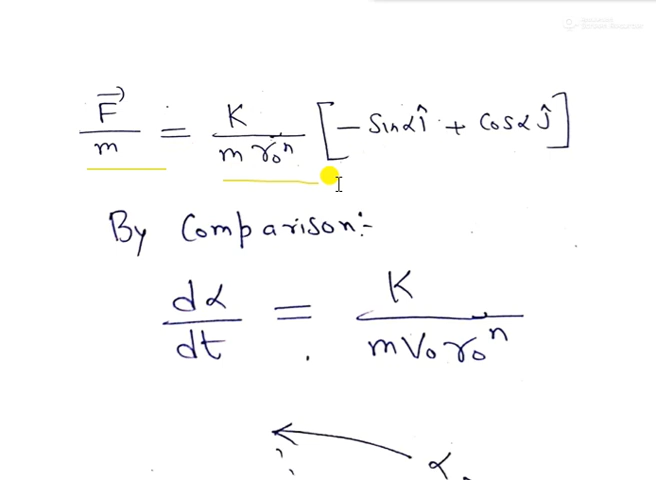 F⃗/m = K/(m r₀ⁿ) [− Sinα î + Cosα ĵ]
By Comparison:-
dα/dt = K/(m V₀ r₀ⁿ)
α